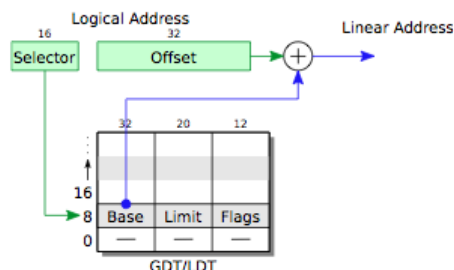 Logical Address
Linear Address
16
32
Selector
Offset
+
32
20
12
16
8
Base
Limit
Flags
0
GDT/LDT